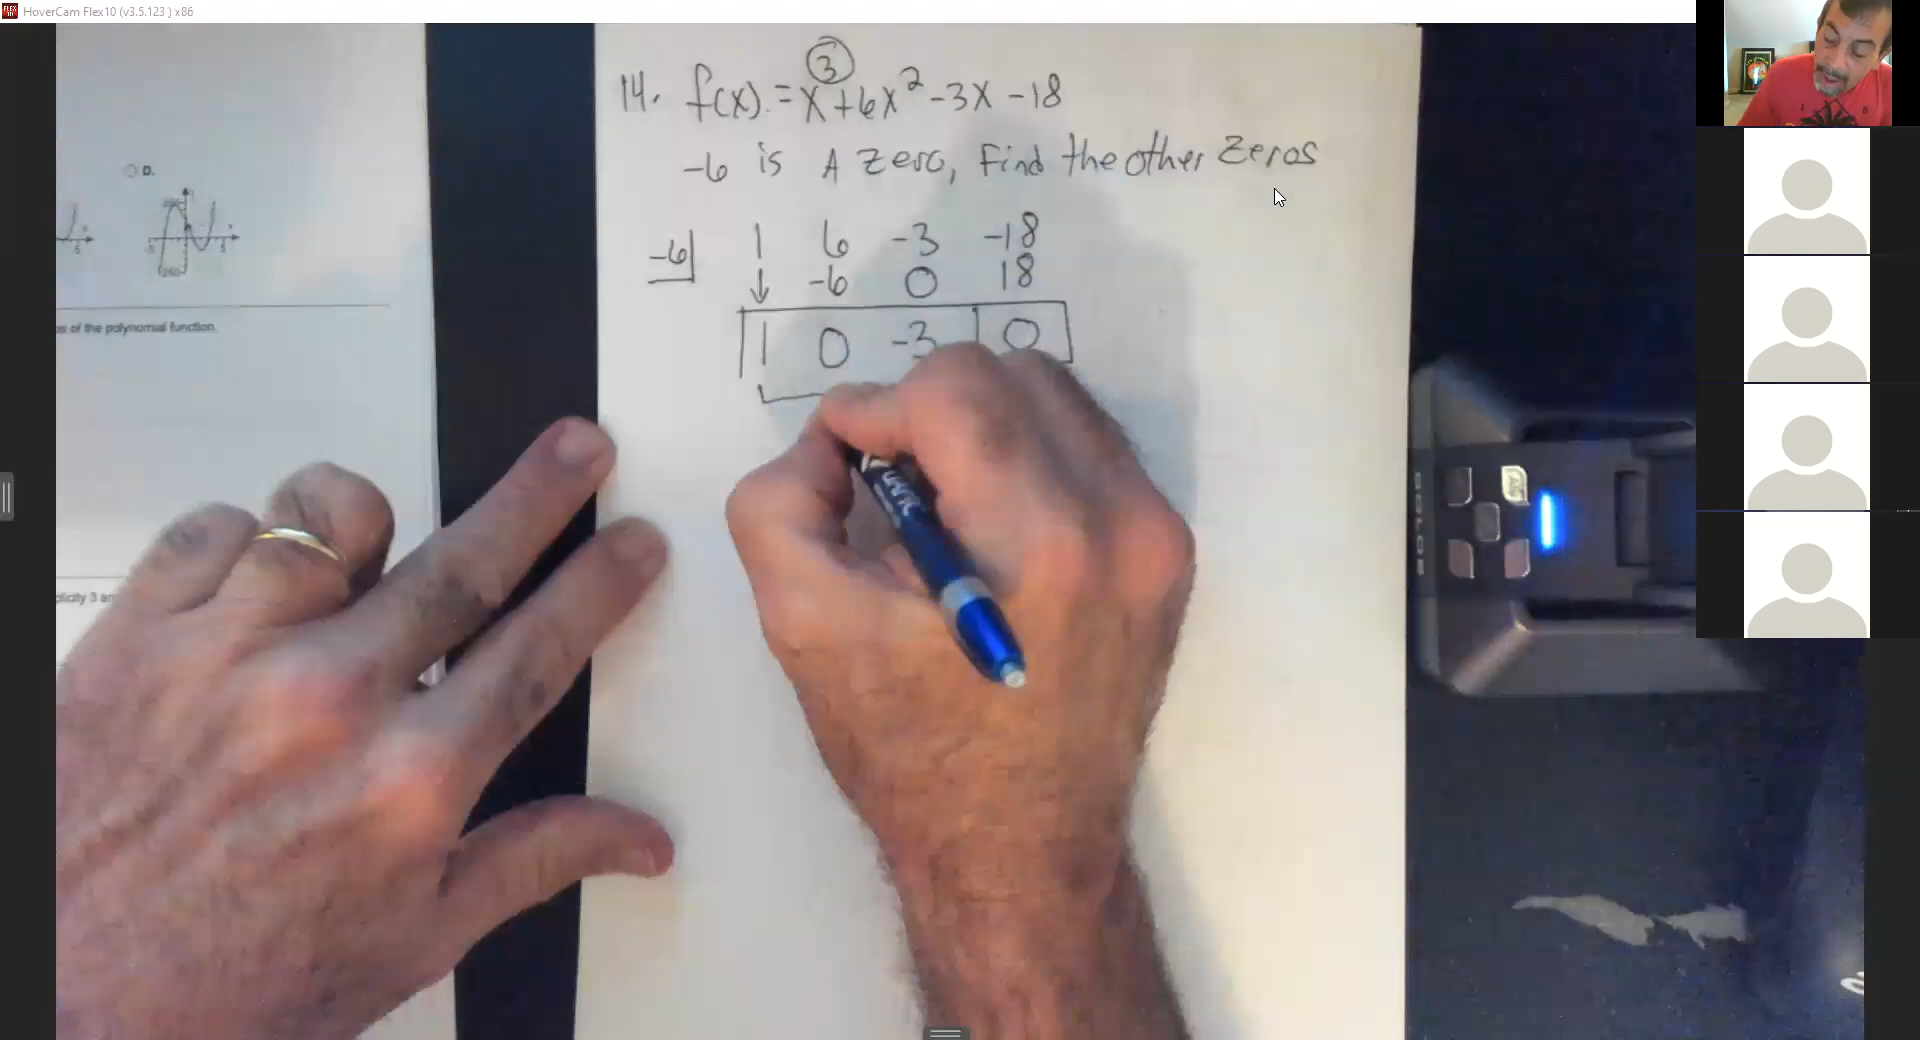 HoverCam Flex10 (v3.5.123 ) x86
14. f(x) = x³ + 6x² - 3x - 18
-6 is A Zero, Find the other Zeros
-6 1 6 -3 -18
↓ -6 0 18
1 0 -3 0
D.
of the polynomial function.
plicity 3